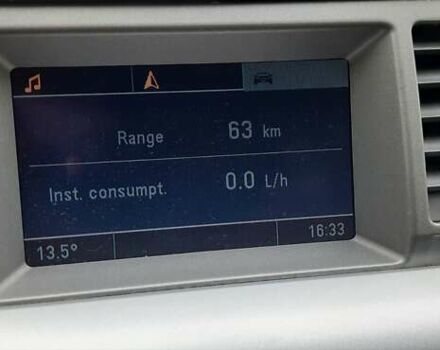 Range 63 km
Inst. consumpt. 0.0 L/h
13.5° 16:33